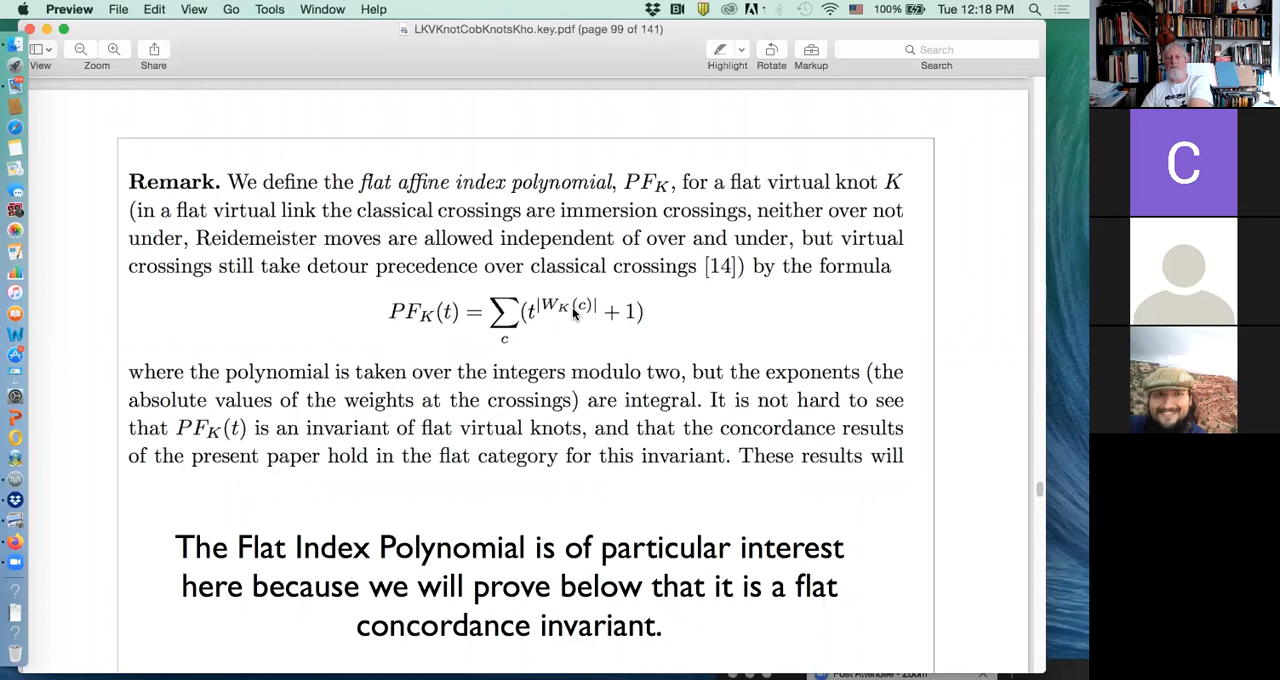 Preview File Edit View Go Tools Window Help 100% Tue 12:18 PM
LKVKnotCobKnotsKho.key.pdf (page 99 of 141)
View Zoom Share Highlight Rotate Markup Search
Search
Remark. We define the flat affine index polynomial, PF_K, for a flat virtual knot K
(in a flat virtual link the classical crossings are immersion crossings, neither over not
under, Reidemeister moves are allowed independent of over and under, but virtual
crossings still take detour precedence over classical crossings [14]) by the formula
PF_K(t) = ∑_c (t^{|W_K(c)|} + 1)
where the polynomial is taken over the integers modulo two, but the exponents (the
absolute values of the weights at the crossings) are integral. It is not hard to see
that PF_K(t) is an invariant of flat virtual knots, and that the concordance results
of the present paper hold in the flat category for this invariant. These results will
The Flat Index Polynomial is of particular interest
here because we will prove below that it is a flat
concordance invariant.
C
Post Attendee - Zoom